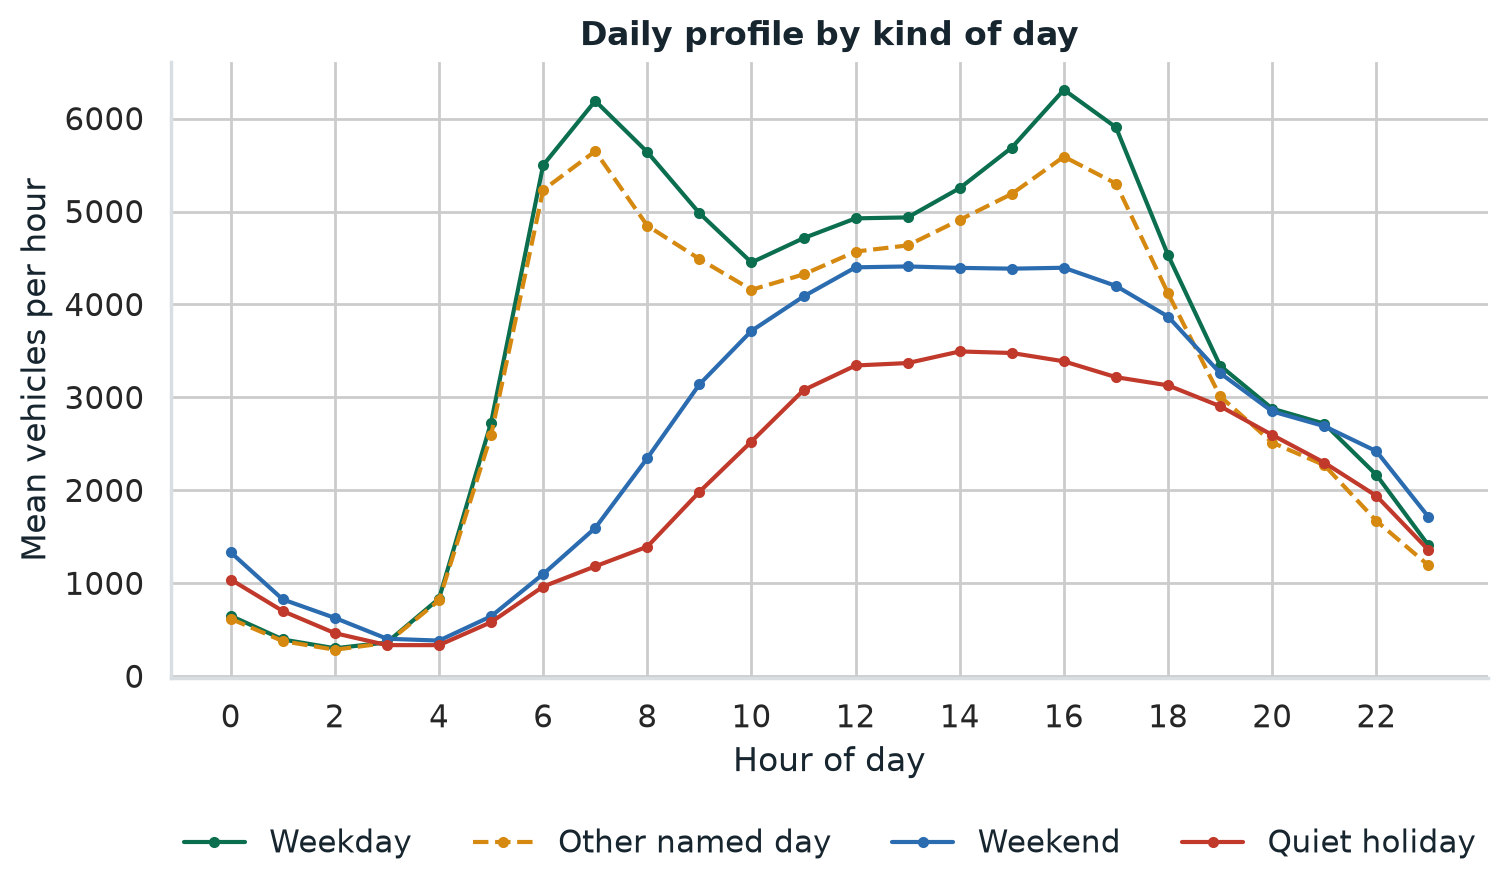 Daily profile by kind of day
Mean vehicles per hour
6000
5000
4000
3000
2000
1000
0
0 2 4 6 8 10 12 14 16 18 20 22
Hour of day
Weekday Other named day Weekend Quiet holiday